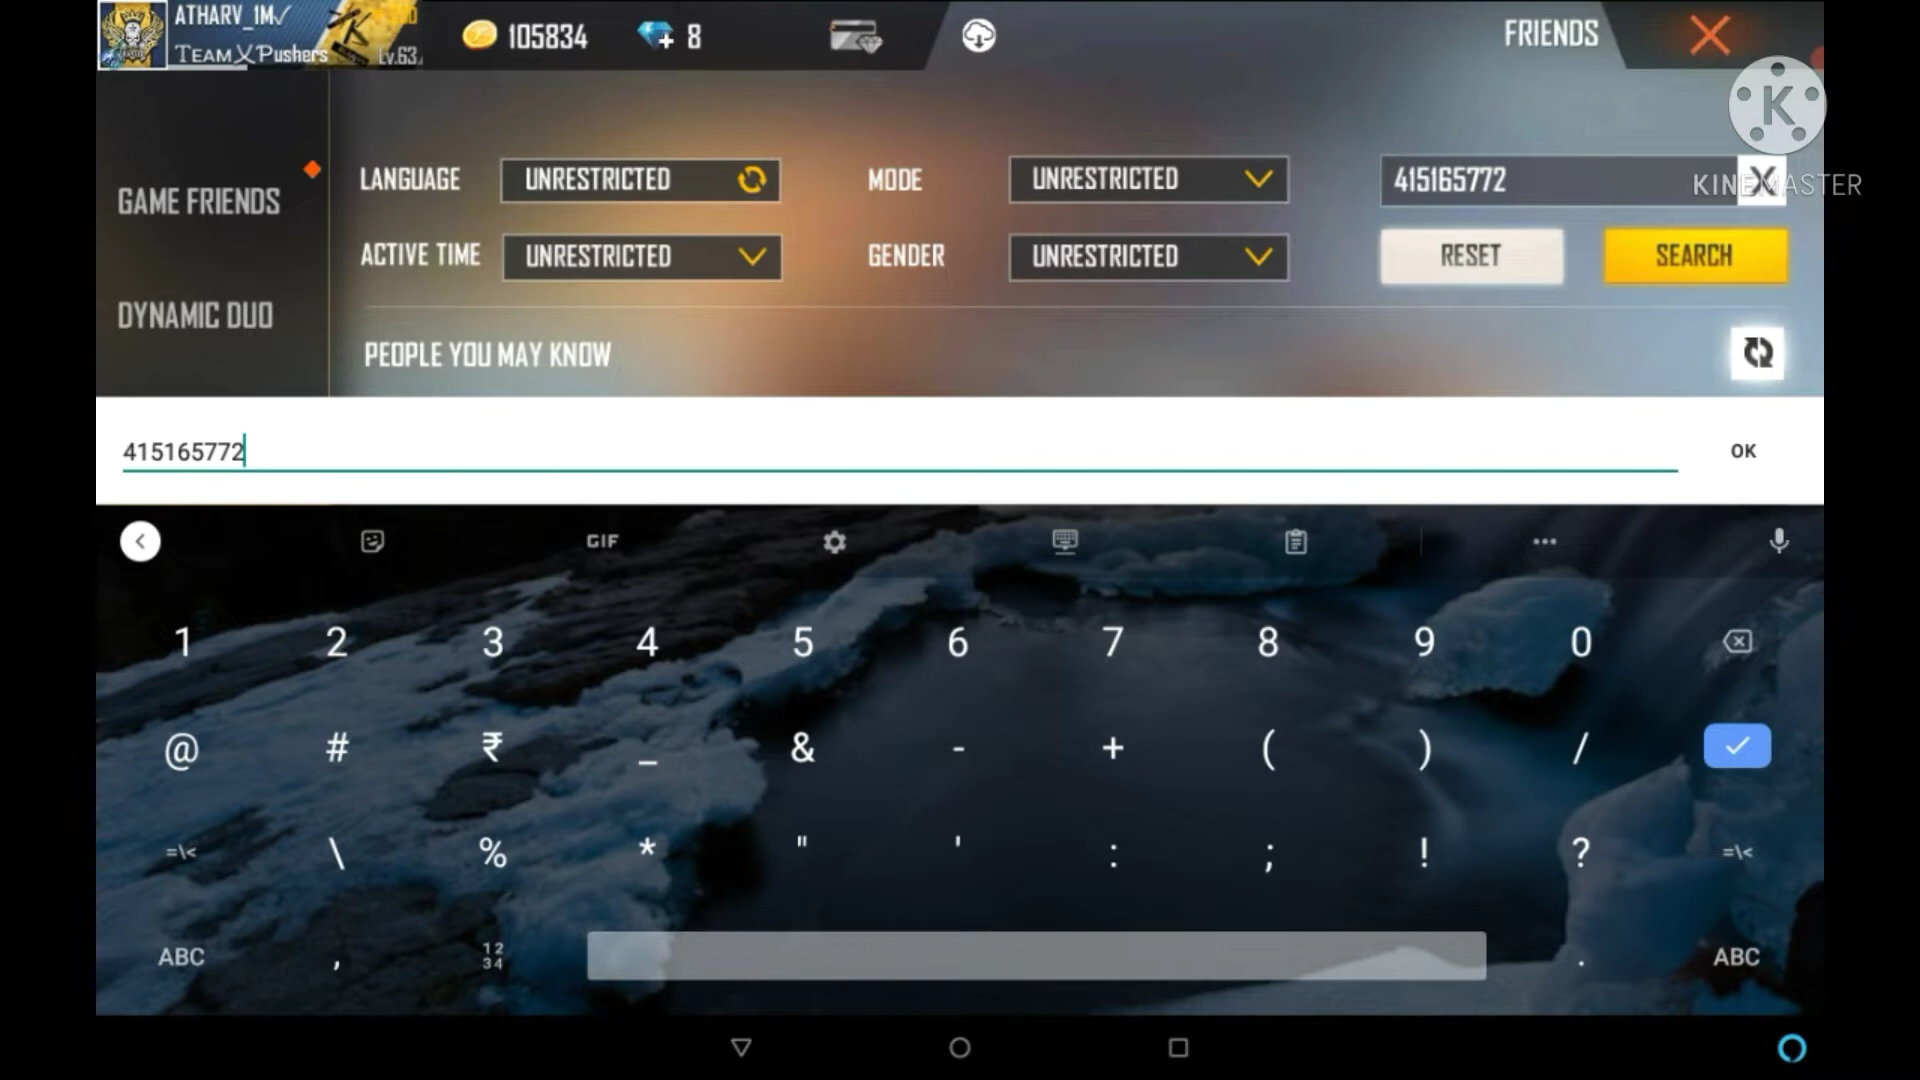 ATHARV_1M✓
TEAM X Pushers
Lv.63
105834
8
FRIENDS
K
KINEMASTER
GAME FRIENDS
DYNAMIC DUO
LANGUAGE
UNRESTRICTED
MODE
UNRESTRICTED
415165772
X
ACTIVE TIME
UNRESTRICTED
GENDER
UNRESTRICTED
RESET
SEARCH
PEOPLE YOU MAY KNOW
415165772
OK
GIF
1 2 3 4 5 6 7 8 9 0
@ # ₹ _ & - + ( ) /
=\< \ % * " ' : ; ! ? =\<
ABC , 12 34 . ABC